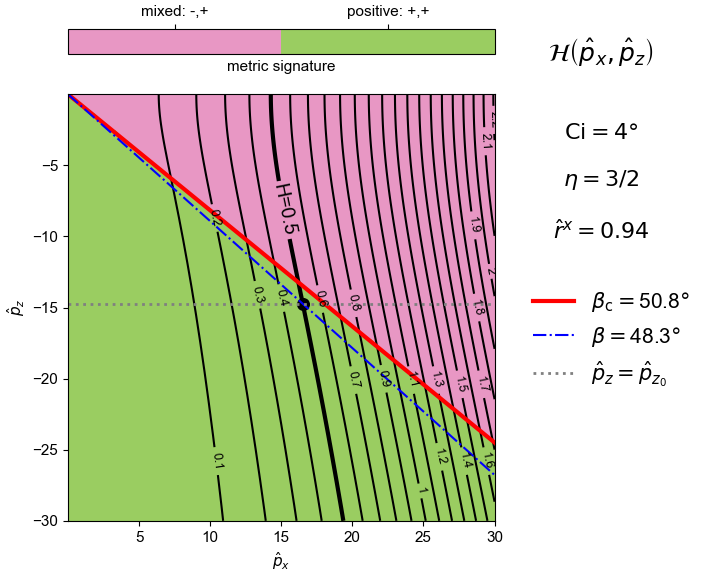 mixed: -,+ positive: +,+
metric signature
ℋ(p̂ₓ, p̂_z)
Ci = 4°
η = 3/2
r̂ˣ = 0.94
β_c = 50.8°
β = 48.3°
p̂_z = p̂_z₀
H=0.5
0.1
0.2
0.3
0.4
0.6
0.7
0.8
0.9
1
1.1
1.2
1.3
1.4
1.5
1.6
1.7
1.8
1.9
2
2.1
2.2
p̂_z
−5
−10
−15
−20
−25
−30
5 10 15 20 25 30
p̂ₓ